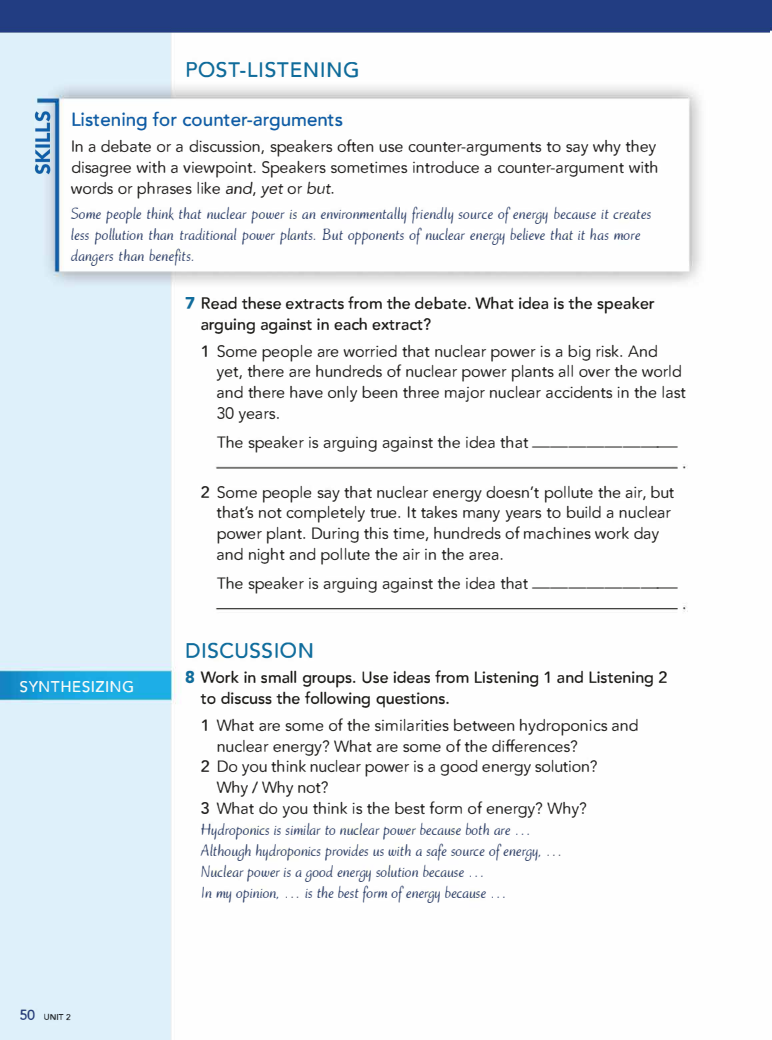 POST-LISTENING
SKILLS
Listening for counter-arguments
In a debate or a discussion, speakers often use counter-arguments to say why they
disagree with a viewpoint. Speakers sometimes introduce a counter-argument with
words or phrases like and, yet or but.
Some people think that nuclear power is an environmentally friendly source of energy because it creates
less pollution than traditional power plants. But opponents of nuclear energy believe that it has more
dangers than benefits.
7 Read these extracts from the debate. What idea is the speaker
arguing against in each extract?
1 Some people are worried that nuclear power is a big risk. And
yet, there are hundreds of nuclear power plants all over the world
and there have only been three major nuclear accidents in the last
30 years.
The speaker is arguing against the idea that ________________
________________ .
2 Some people say that nuclear energy doesn't pollute the air, but
that's not completely true. It takes many years to build a nuclear
power plant. During this time, hundreds of machines work day
and night and pollute the air in the area.
The speaker is arguing against the idea that ________________
________________ .
DISCUSSION
SYNTHESIZING
8 Work in small groups. Use ideas from Listening 1 and Listening 2
to discuss the following questions.
1 What are some of the similarities between hydroponics and
nuclear energy? What are some of the differences?
2 Do you think nuclear power is a good energy solution?
Why / Why not?
3 What do you think is the best form of energy? Why?
Hydroponics is similar to nuclear power because both are ...
Although hydroponics provides us with a safe source of energy, ...
Nuclear power is a good energy solution because ...
In my opinion, ... is the best form of energy because ...
50 UNIT 2